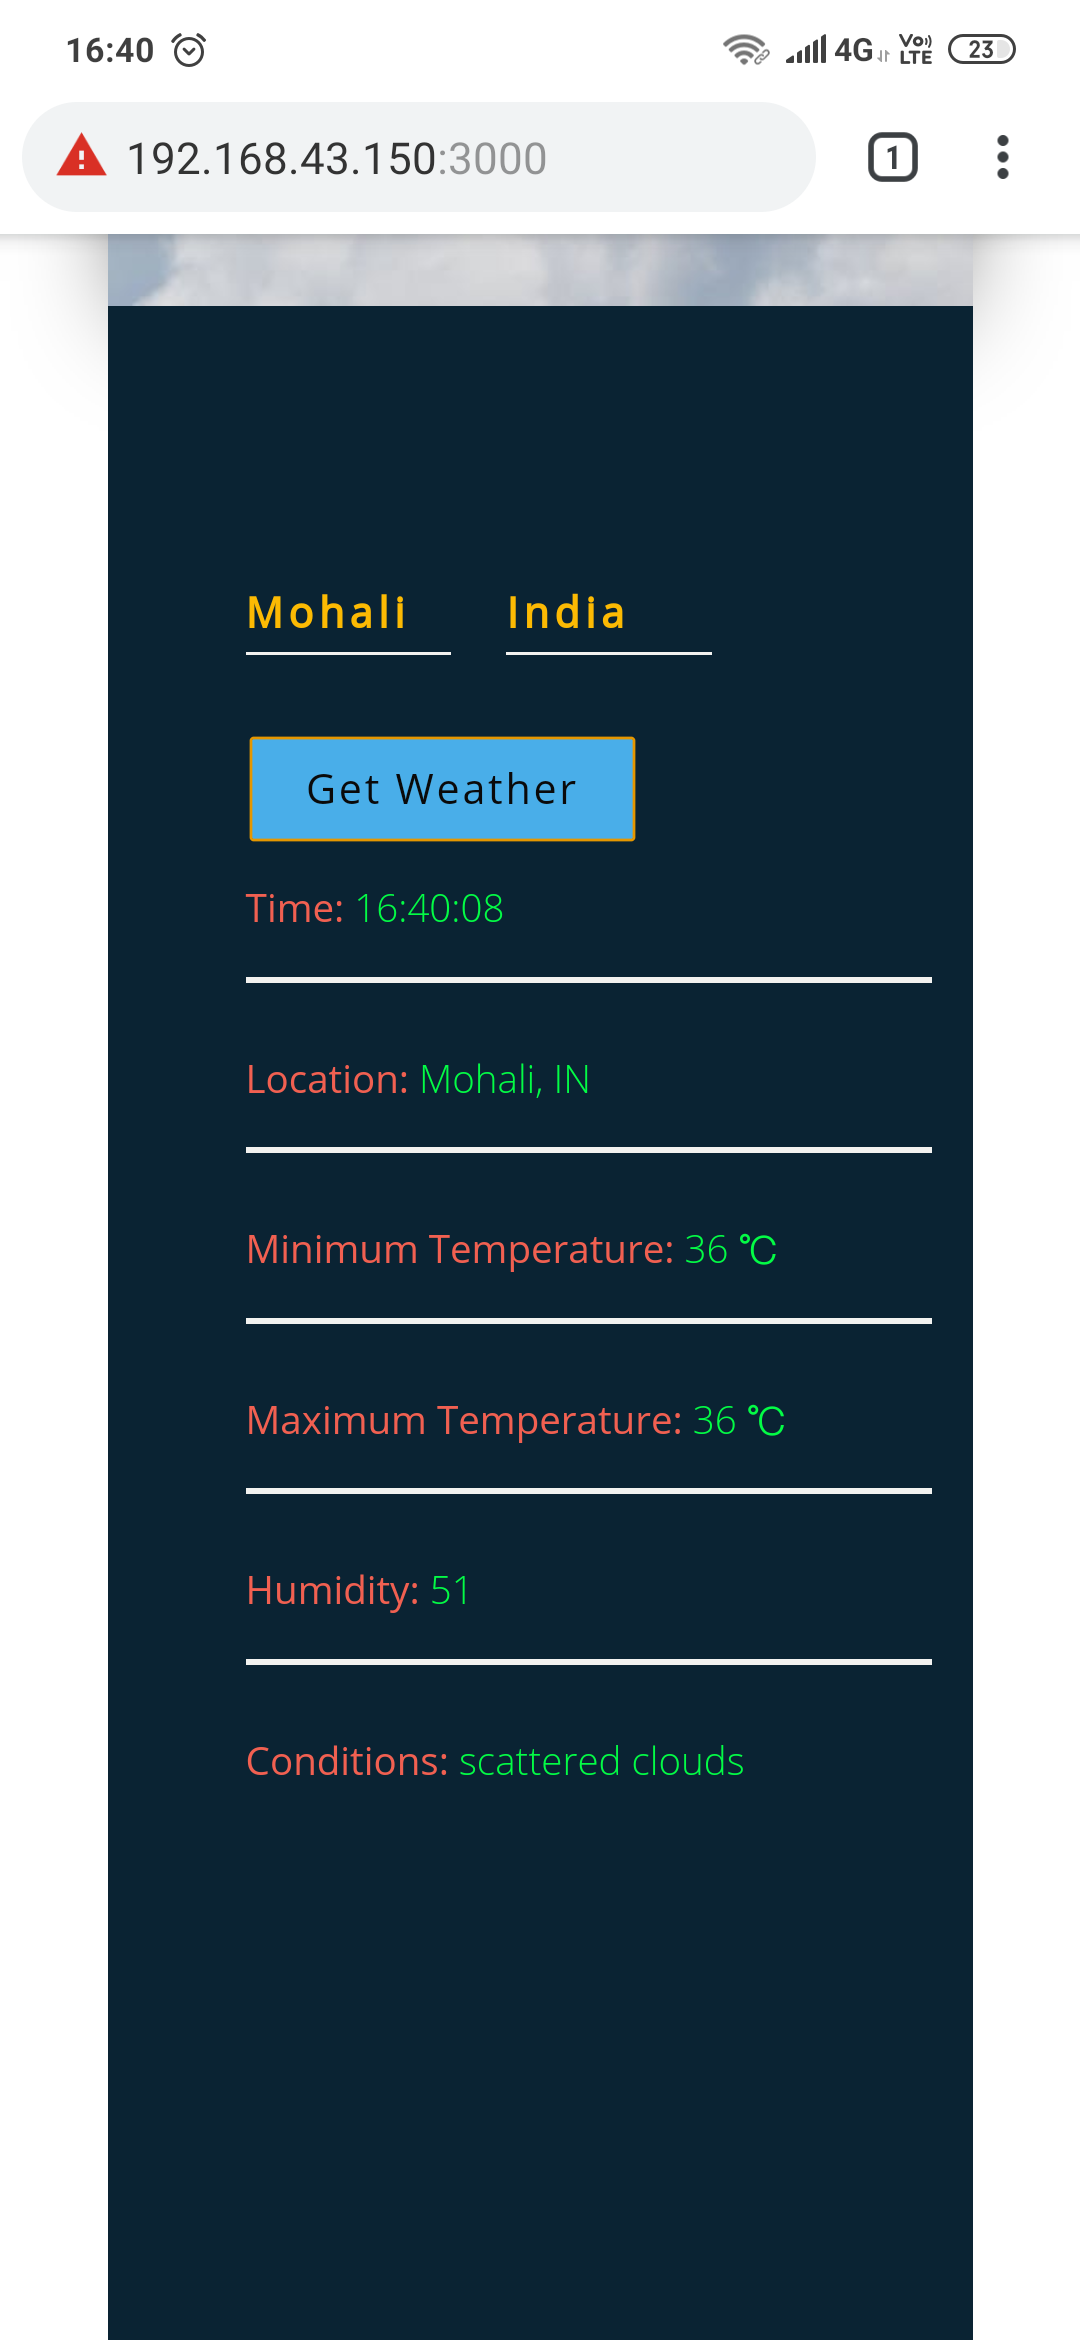 16:40 4G Vo)) LTE 23
192.168.43.150:3000 1
Mohali India
Get Weather
Time: 16:40:08
Location: Mohali, IN
Minimum Temperature: 36 ℃
Maximum Temperature: 36 ℃
Humidity: 51
Conditions: scattered clouds